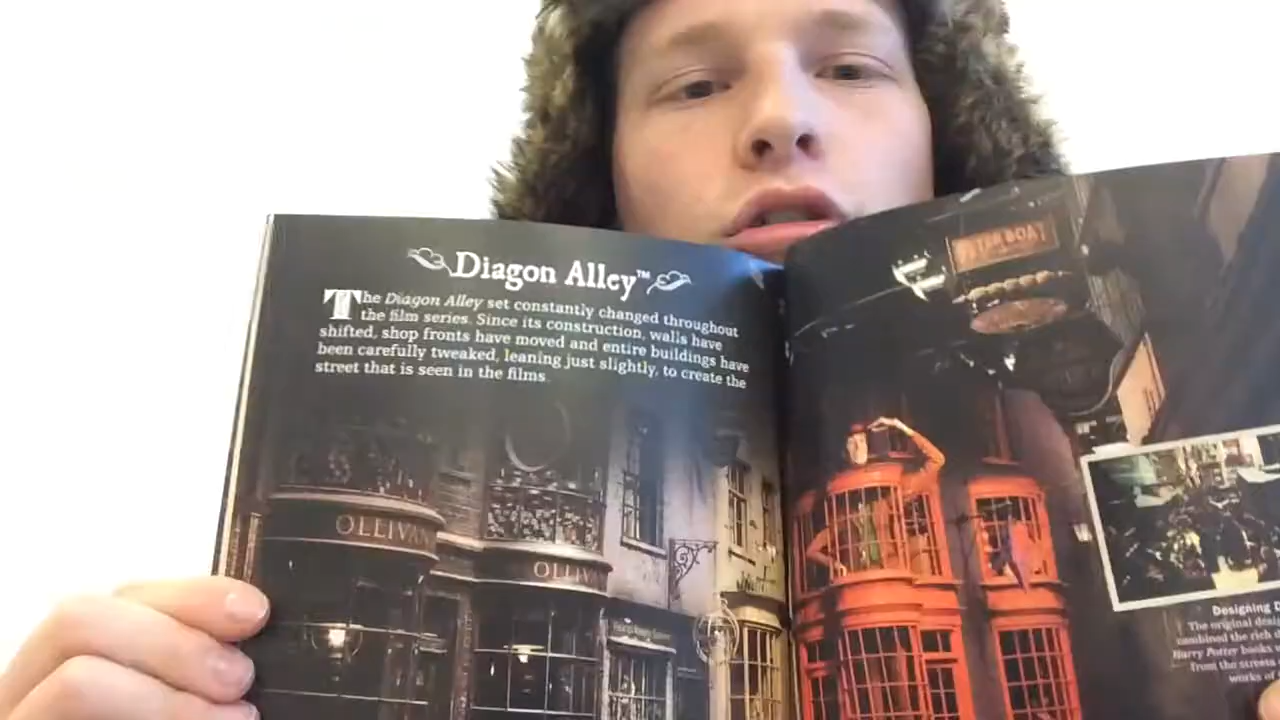 Diagon Alley™
The Diagon Alley set constantly changed throughout
the film series. Since its construction, walls have
shifted, shop fronts have moved and entire buildings have
been carefully tweaked, leaning just slightly, to create the
street that is seen in the films.
OLLIVAN
OLLIV
Designing D
The original desig
combined the rich
Harry Potter books
from the streets
works of